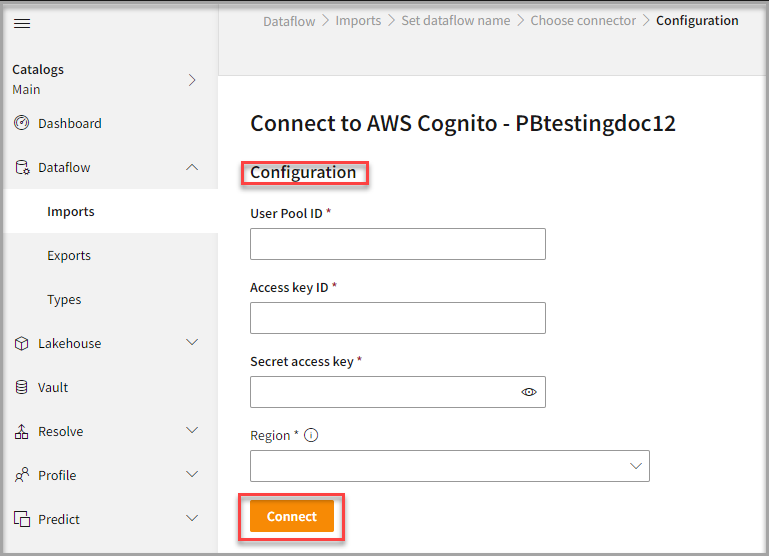 Dataflow > Imports > Set dataflow name > Choose connector > Configuration
Catalogs
Main
Dashboard
Dataflow
Imports
Exports
Types
Lakehouse
Vault
Resolve
Profile
Predict
Connect to AWS Cognito - PBtestingdoc12
Configuration
User Pool ID *
Access key ID *
Secret access key *
Region *
Connect